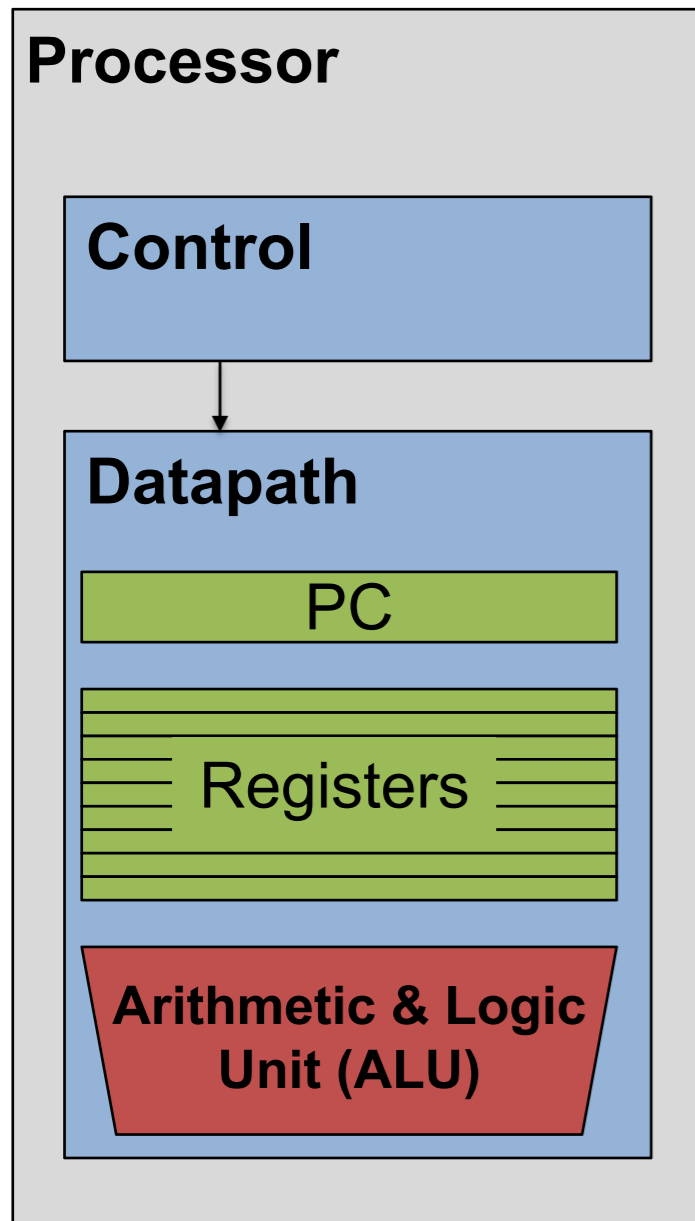 Processor
Control
Datapath
PC
Registers
Arithmetic & Logic
Unit (ALU)